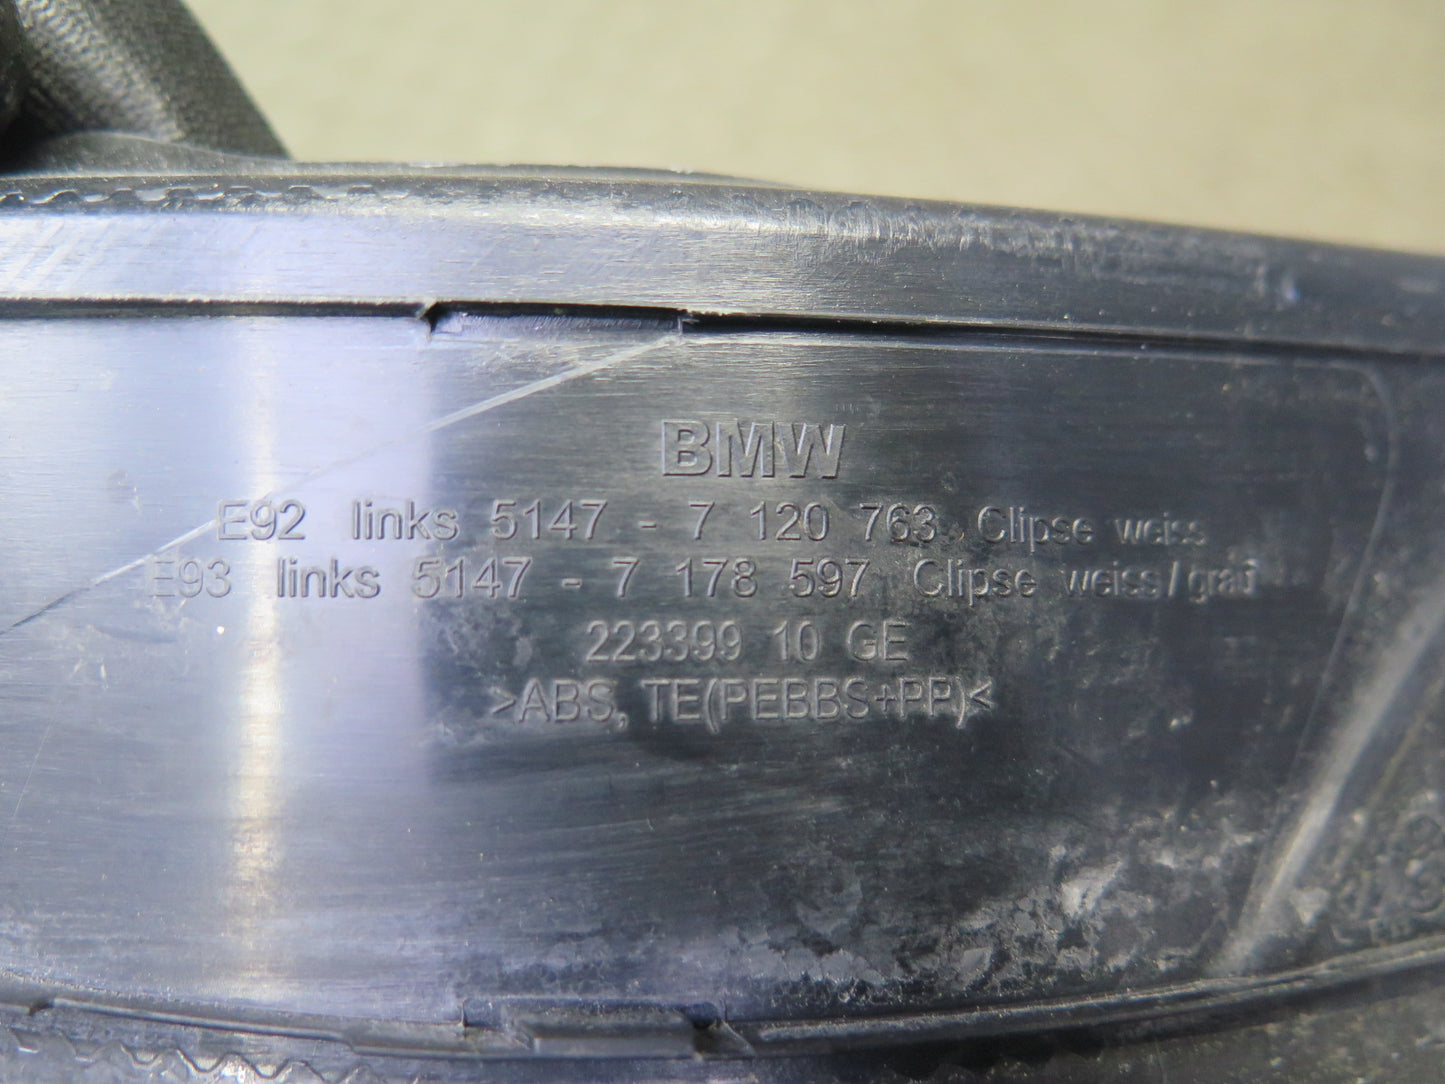 BMW
E92 links 5147 - 7 120 763 Clipse weiss
E93 links 5147 - 7 178 597 Clipse weiss/grau
223399 10 GE
>ABS, TE(PEBBS+PP)<